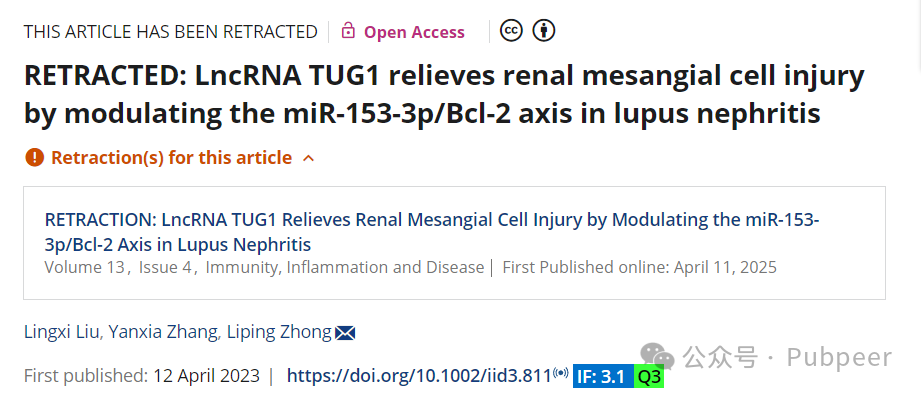 THIS ARTICLE HAS BEEN RETRACTED Open Access
RETRACTED: LncRNA TUG1 relieves renal mesangial cell injury
by modulating the miR-153-3p/Bcl-2 axis in lupus nephritis
Retraction(s) for this article
RETRACTION: LncRNA TUG1 Relieves Renal Mesangial Cell Injury by Modulating the miR-153-
3p/Bcl-2 Axis in Lupus Nephritis
Volume 13, Issue 4, Immunity, Inflammation and Disease | First Published online: April 11, 2025
Lingxi Liu, Yanxia Zhang, Liping Zhong
公众号 · Pubpeer
First published: 12 April 2023 | https://doi.org/10.1002/iid3.811 IF: 3.1 Q3